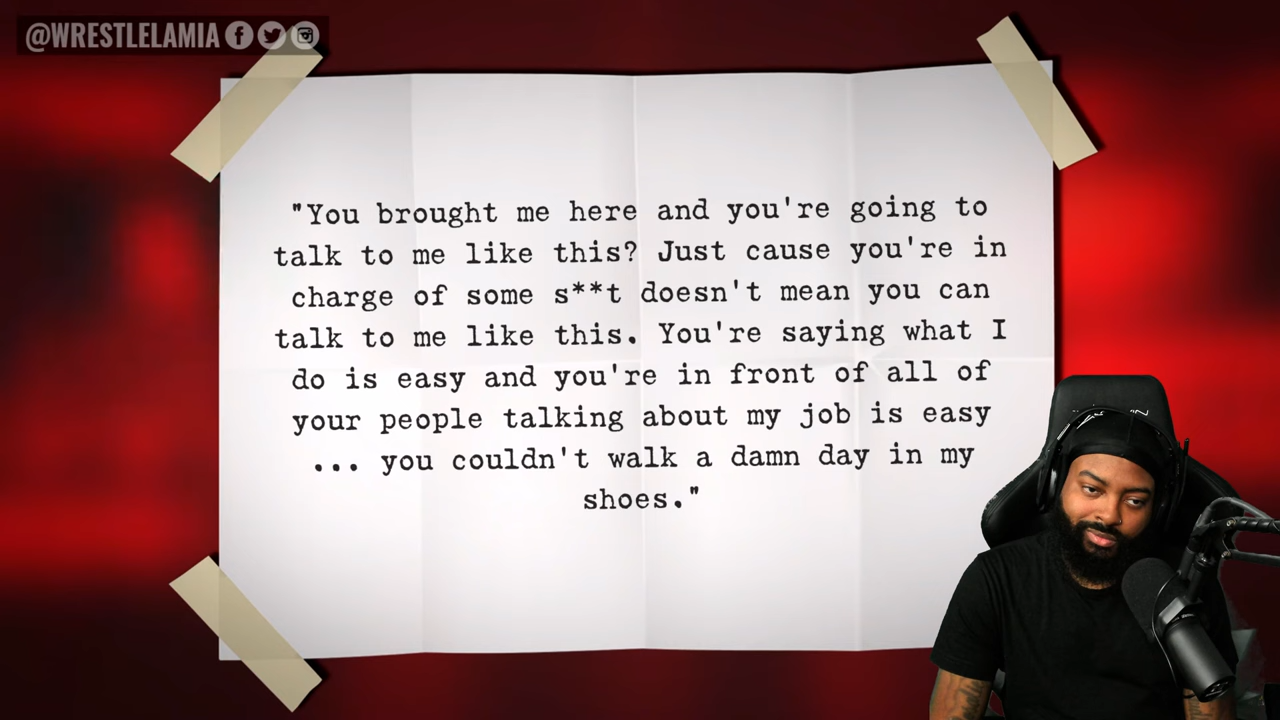 @WRESTLELAMIA
"You brought me here and you're going to
talk to me like this? Just cause you're in
charge of some s**t doesn't mean you can
talk to me like this. You're saying what I
do is easy and you're in front of all of
your people talking about my job is easy
... you couldn't walk a damn day in my
shoes."